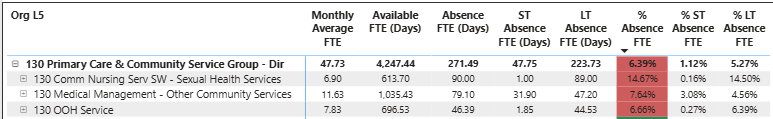 Org L5 Monthly Average FTE Available FTE (Days) Absence FTE (Days) ST Absence FTE (Days) LT Absence FTE (Days) % Absence FTE % ST Absence FTE % LT Absence FTE
130 Primary Care & Community Service Group - Dir 47.73 4,247.44 271.49 47.75 223.73 6.39% 1.12% 5.27%
130 Comm Nursing Serv SW - Sexual Health Services 6.90 613.70 90.00 1.00 89.00 14.67% 0.16% 14.50%
130 Medical Management - Other Community Services 11.63 1,035.43 79.10 31.90 47.20 7.64% 3.08% 4.56%
130 OOH Service 7.83 696.53 46.39 1.85 44.53 6.66% 0.27% 6.39%